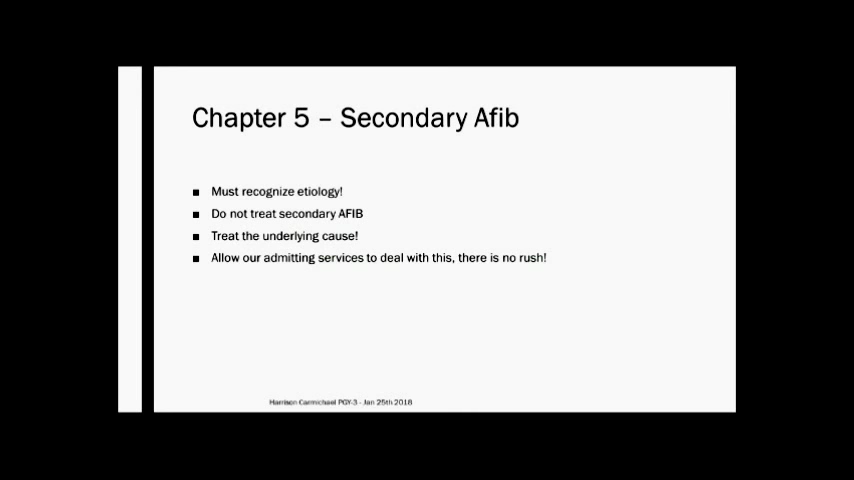 Chapter 5 – Secondary Afib
■ Must recognize etiology!
■ Do not treat secondary AFIB
■ Treat the underlying cause!
■ Allow our admitting services to deal with this, there is no rush!
Harrison Carmichael PGY-3 - Jan 25th 2018